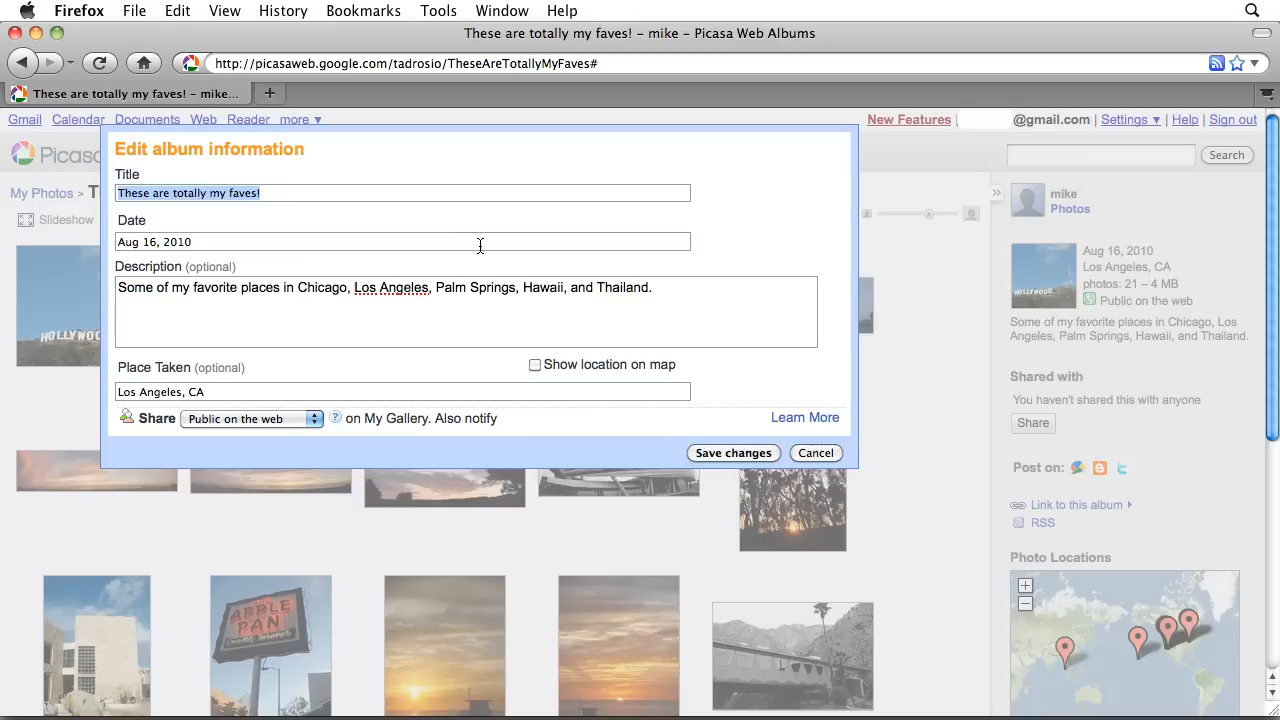 Firefox File Edit View History Bookmarks Tools Window Help
These are totally my faves! - mike - Picasa Web Albums
http://picasaweb.google.com/tadrosio/TheseAreTotallyMyFaves#
These are totally my faves! - mike... +
Gmail Calendar Documents Web Reader more ▼ New Features | @gmail.com | Settings ▼ | Help | Sign out
Picasa
Search
My Photos > T
Slideshow
Edit album information
Title
These are totally my faves!
Date
Aug 16, 2010
Description (optional)
Some of my favorite places in Chicago, Los Angeles, Palm Springs, Hawaii, and Thailand.
Place Taken (optional) Show location on map
Los Angeles, CA
Share Public on the web ? on My Gallery. Also notify Learn More
Save changes Cancel
HOLLYWOO
APPLE
PAN
»
mike
Photos
HOLLYWOOD
Aug 16, 2010
Los Angeles, CA
photos: 21 – 4 MB
Public on the web
Some of my favorite places in Chicago, Los
Angeles, Palm Springs, Hawaii, and Thailand.
Shared with
You haven't shared this with anyone
Share
Post on:
Link to this album
RSS
Photo Locations
+
−